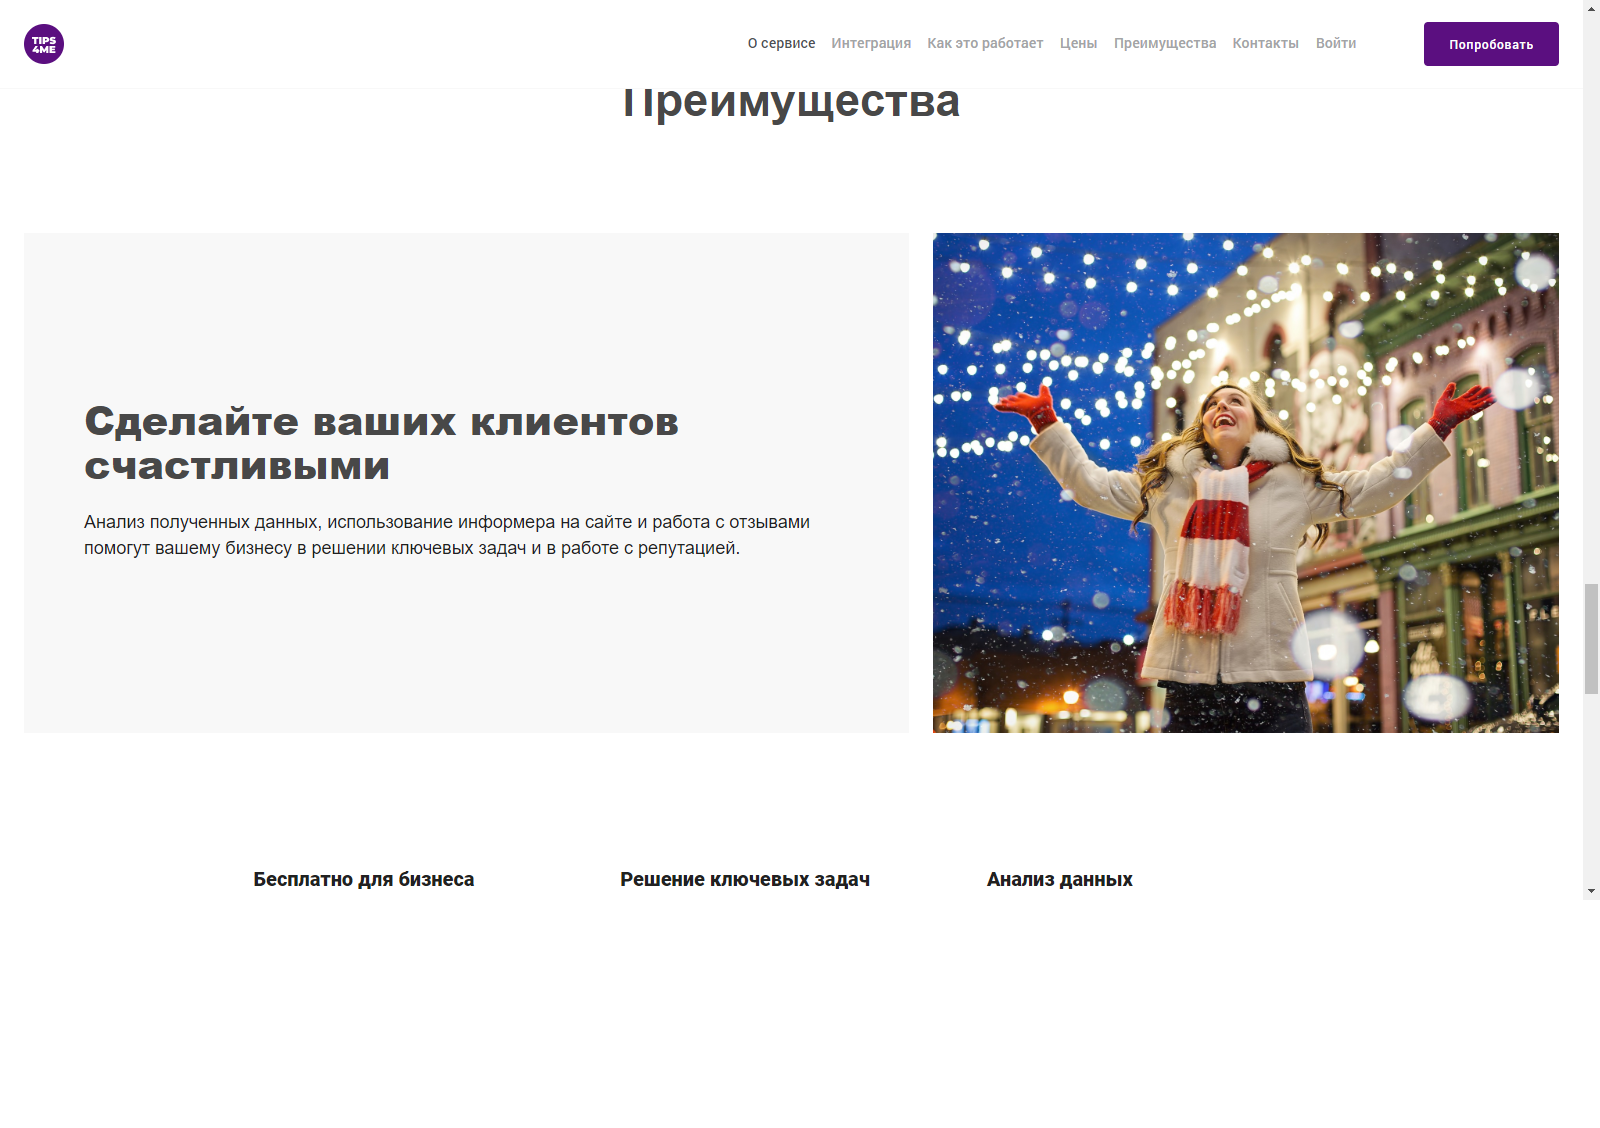 TIPS
4ME
О сервисе Интеграция Как это работает Цены Преимущества Контакты Войти Попробовать
Преимущества
Сделайте ваших клиентов
счастливыми
Анализ полученных данных, использование информера на сайте и работа с отзывами
помогут вашему бизнесу в решении ключевых задач и в работе с репутацией.
Бесплатно для бизнеса Решение ключевых задач Анализ данных